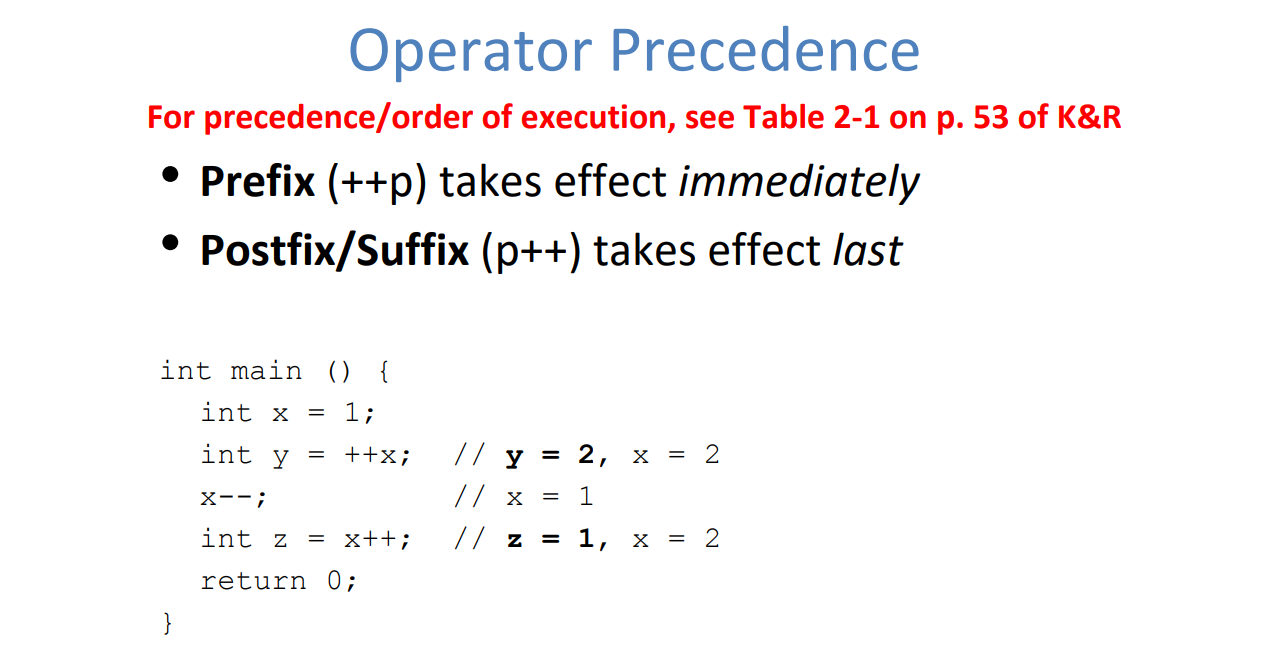 Operator Precedence
For precedence/order of execution, see Table 2-1 on p. 53 of K&R
• Prefix (++p) takes effect immediately
• Postfix/Suffix (p++) takes effect last
int main () {
int x = 1;
int y = ++x; // y = 2, x = 2
x--; // x = 1
int z = x++; // z = 1, x = 2
return 0;
}